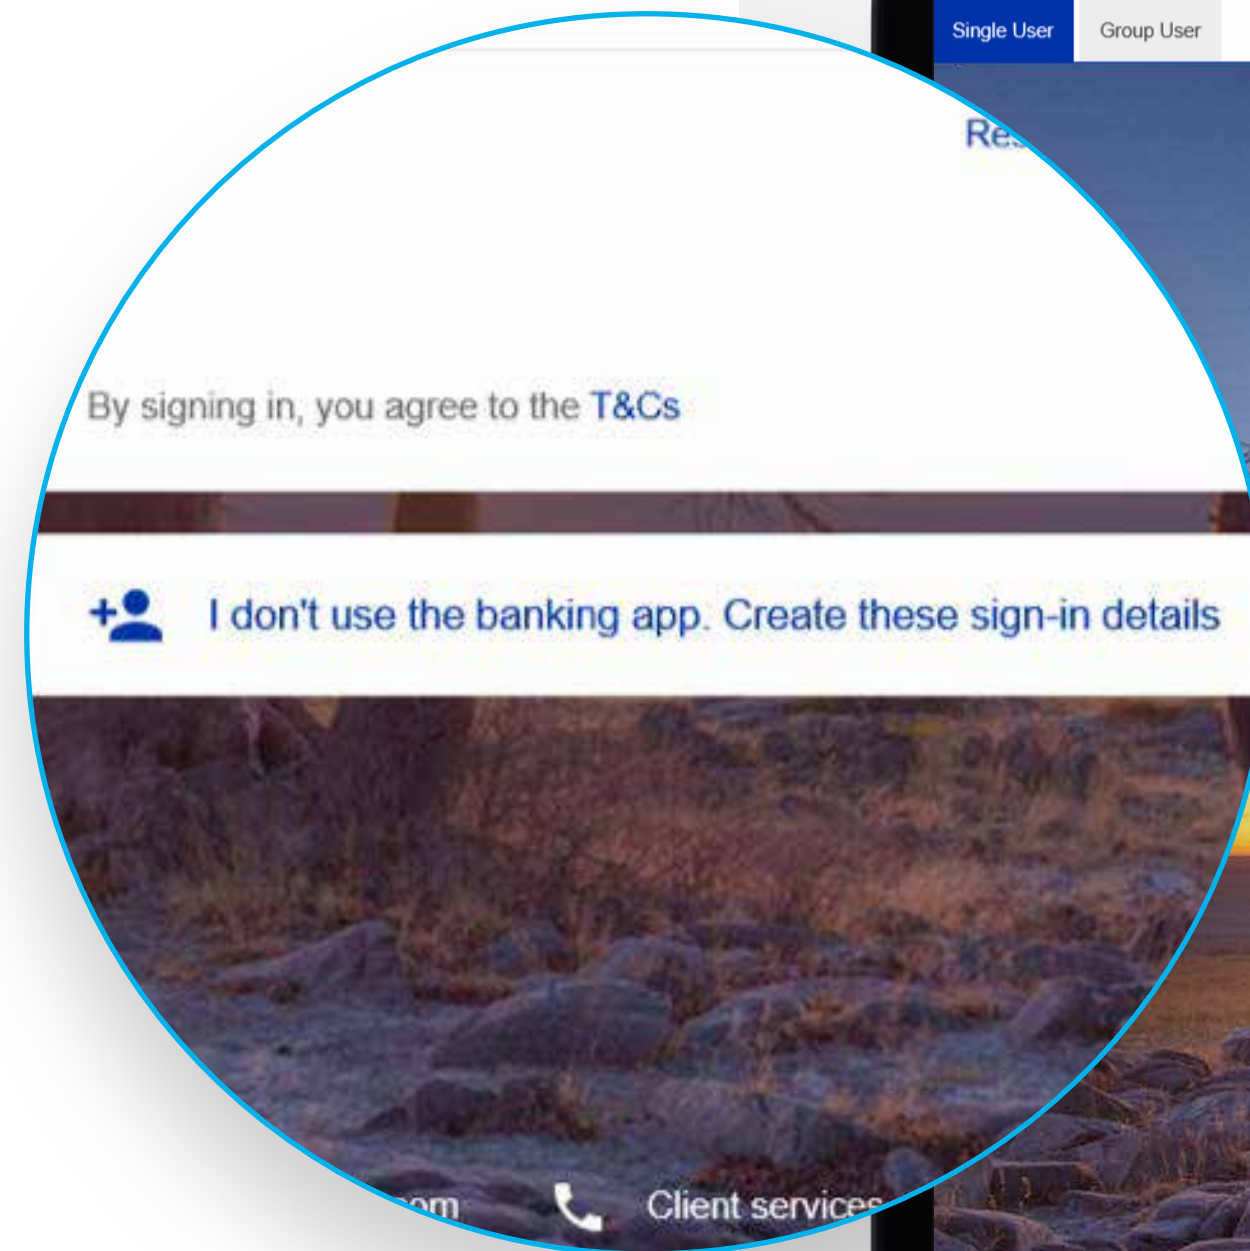 Single User
Group User
By signing in, you agree to the T&Cs
I don't use the banking app. Create these sign-in details
Client services